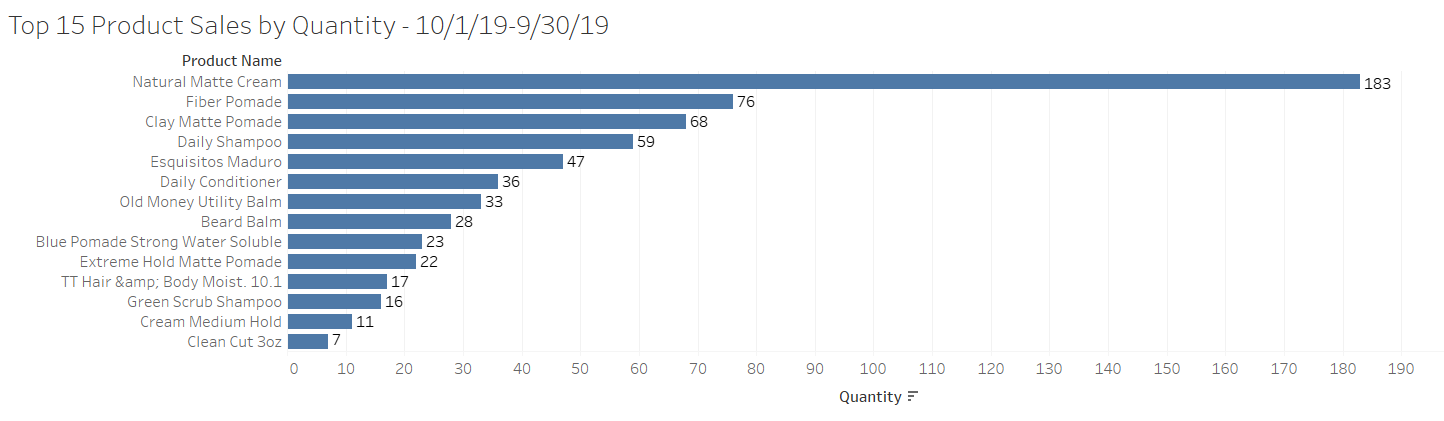 Top 15 Product Sales by Quantity - 10/1/19-9/30/19
Product Name
Natural Matte Cream 183
Fiber Pomade 76
Clay Matte Pomade 68
Daily Shampoo 59
Esquisitos Maduro 47
Daily Conditioner 36
Old Money Utility Balm 33
Beard Balm 28
Blue Pomade Strong Water Soluble 23
Extreme Hold Matte Pomade 22
TT Hair &amp; Body Moist. 10.1 17
Green Scrub Shampoo 16
Cream Medium Hold 11
Clean Cut 3oz 7
0 10 20 30 40 50 60 70 80 90 100 110 120 130 140 150 160 170 180 190
Quantity